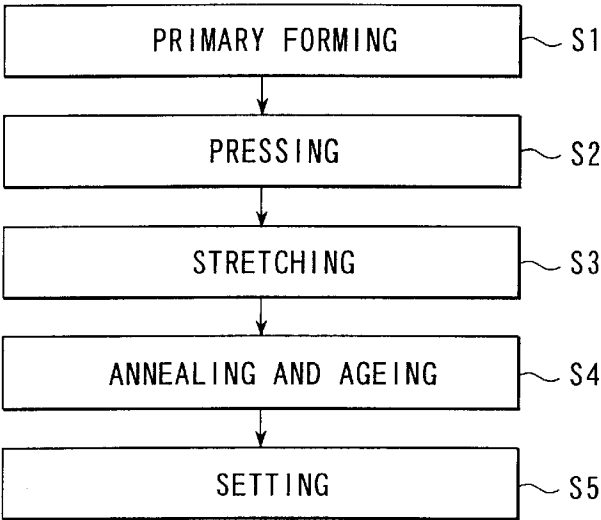 PRIMARY FORMING S1
PRESSING S2
STRETCHING S3
ANNEALING AND AGEING S4
SETTING S5